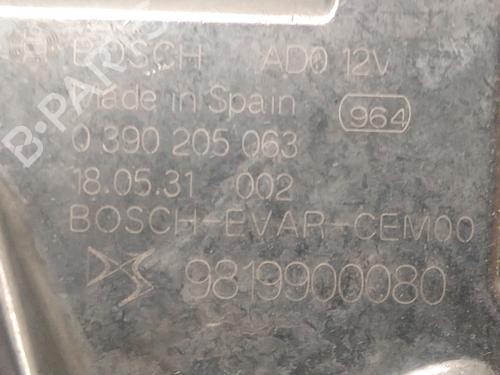 BOSCH AD0 12V
Made in Spain
964
0 390 205 063
18.05.31 002
BOSCH-EVAR-CEM00
9819900080
B-PARTS